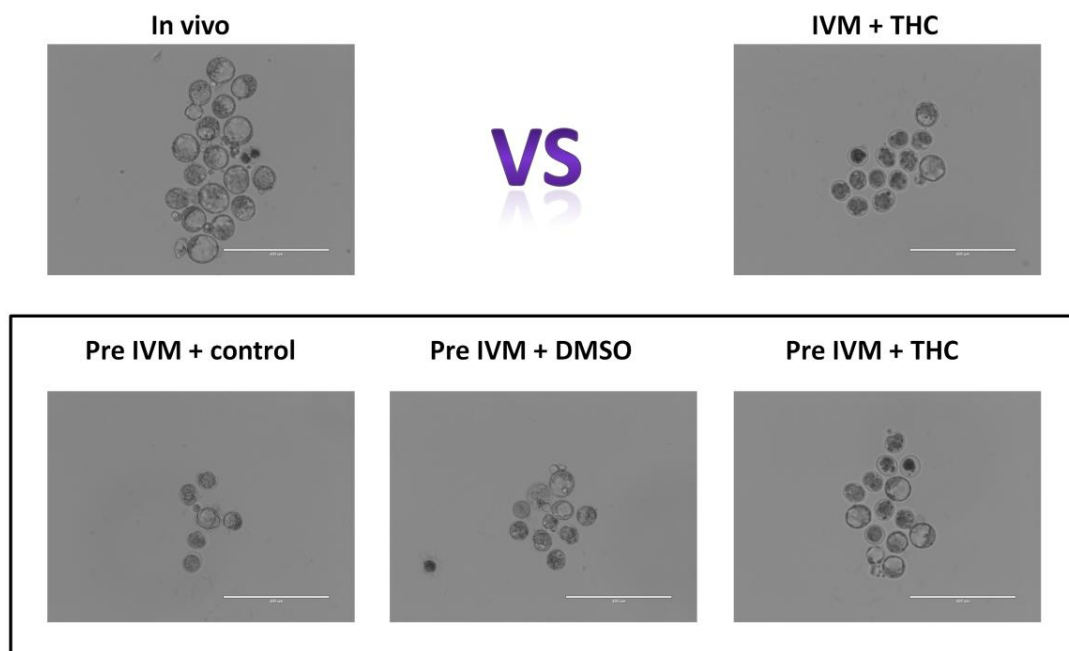 In vivo
IVM + THC
VS
Pre IVM + control
Pre IVM + DMSO
Pre IVM + THC